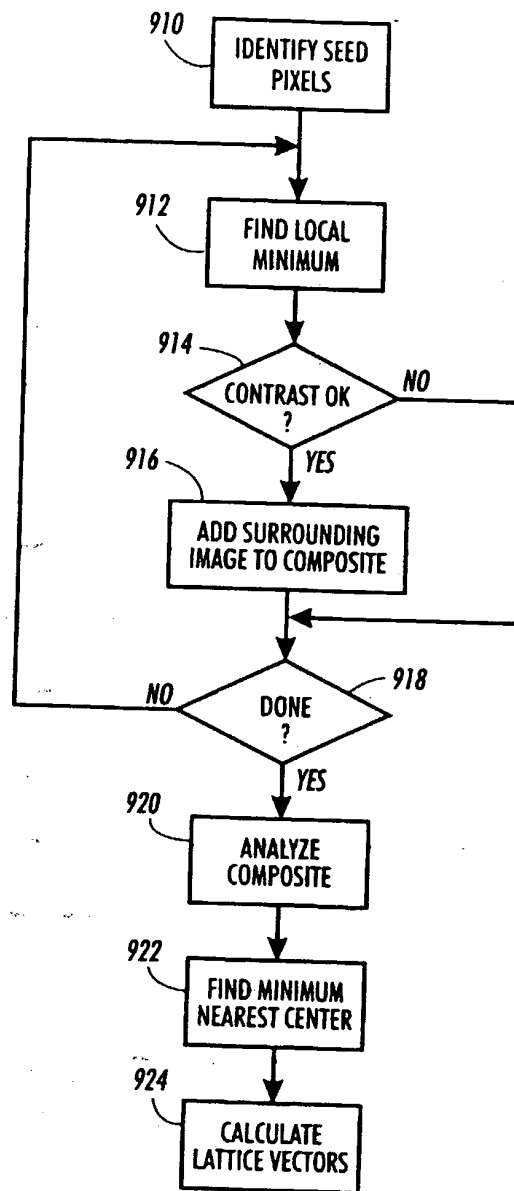 910
IDENTIFY SEED
PIXELS
912
FIND LOCAL
MINIMUM
914
CONTRAST OK
?
NO
YES
916
ADD SURROUNDING
IMAGE TO COMPOSITE
918
NO
DONE
?
YES
920
ANALYZE
COMPOSITE
922
FIND MINIMUM
NEAREST CENTER
924
CALCULATE
LATTICE VECTORS